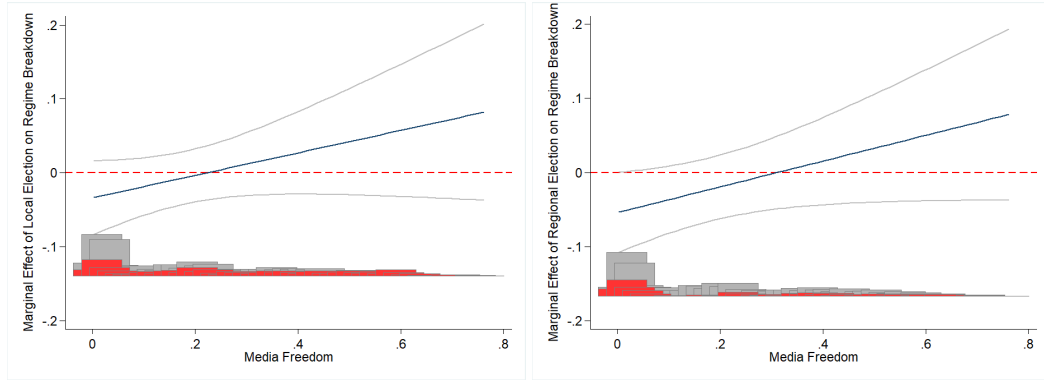 Marginal Effect of Local Election on Regime Breakdown
.2
.1
0
-.1
-.2
0 .2 .4 .6 .8
Media Freedom
Marginal Effect of Regional Election on Regime Breakdown
.2
.1
0
-.1
-.2
0 .2 .4 .6 .8
Media Freedom